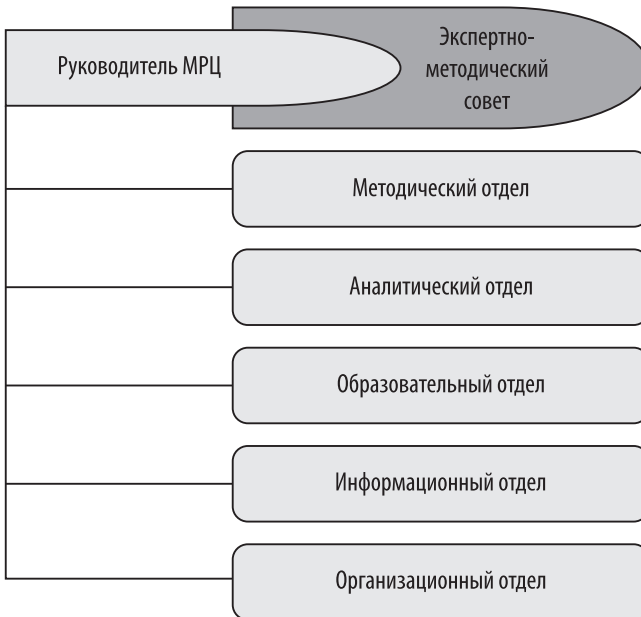 Руководитель МРЦ
Экспертно-
методический
совет
Методический отдел
Аналитический отдел
Образовательный отдел
Информационный отдел
Организационный отдел